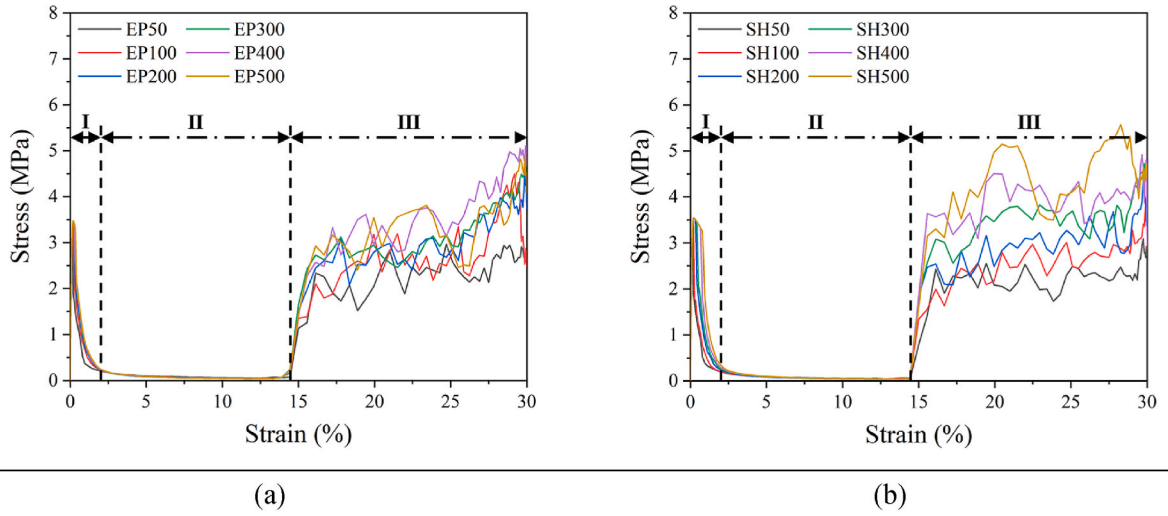 EP50 EP300
EP100 EP400
EP200 EP500
I II III
8
7
6
5
4
3
2
1
0
Stress (MPa)
0 5 10 15 20 25 30
Strain (%)
(a)
SH50 SH300
SH100 SH400
SH200 SH500
I II III
8
7
6
5
4
3
2
1
0
Stress (MPa)
0 5 10 15 20 25 30
Strain (%)
(b)